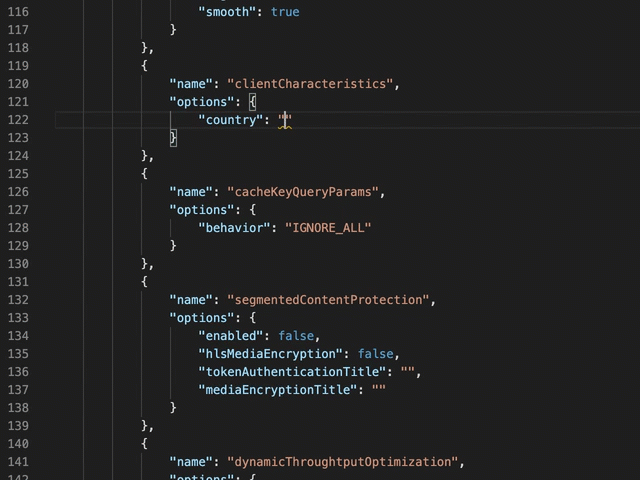 116 "smooth": true
117 }
118 },
119 {
120 "name": "clientCharacteristics",
121 "options": {
122 "country": ""
123 }
124 },
125 {
126 "name": "cacheKeyQueryParams",
127 "options": {
128 "behavior": "IGNORE_ALL"
129 }
130 },
131 {
132 "name": "segmentedContentProtection",
133 "options": {
134 "enabled": false,
135 "hlsMediaEncryption": false,
136 "tokenAuthenticationTitle": "",
137 "mediaEncryptionTitle": ""
138 }
139 },
140 {
141 "name": "dynamicThroughtputOptimization",
142 "options": {